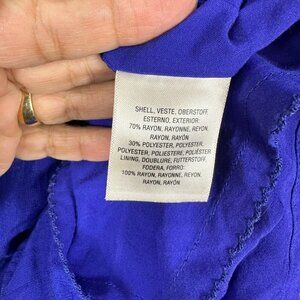 SHELL, VESTE, OBERSTOFF,
ESTERNO, EXTERIOR:
70% RAYON, RAYONNE, REYON,
RAYON, RAYÓN
30% POLYESTER, POLYESTER,
POLYESTER, POLIESTERE, POLIÉSTER
LINING, DOUBLURE, FUTTERSTOFF,
FODERA, FORRO:
100% RAYON, RAYONNE, REYON,
RAYON, RAYÓN